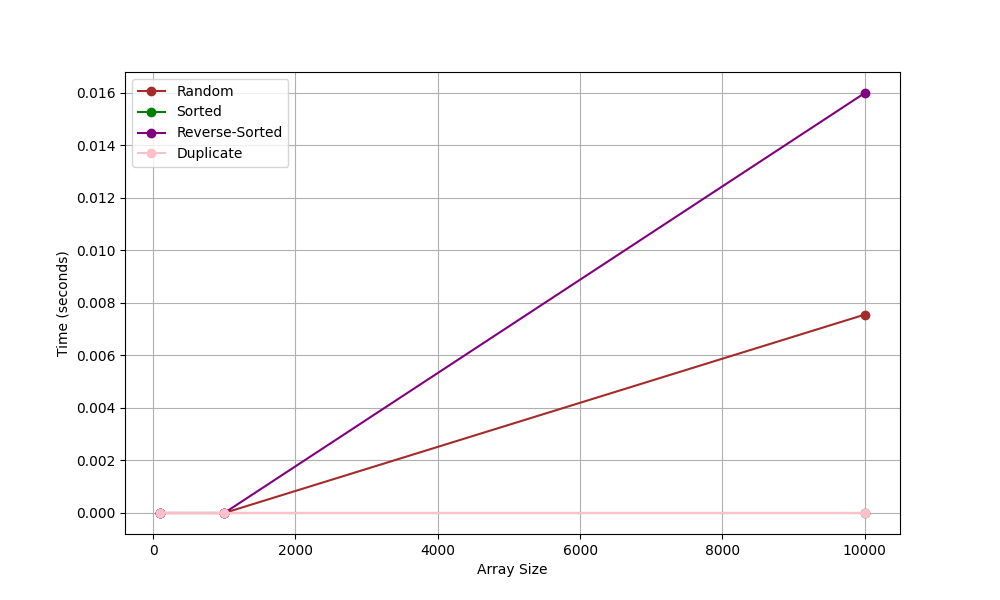 Random
Sorted
Reverse-Sorted
Duplicate
0.016
0.014
0.012
0.010
0.008
0.006
0.004
0.002
0.000
Time (seconds)
0 2000 4000 6000 8000 10000
Array Size